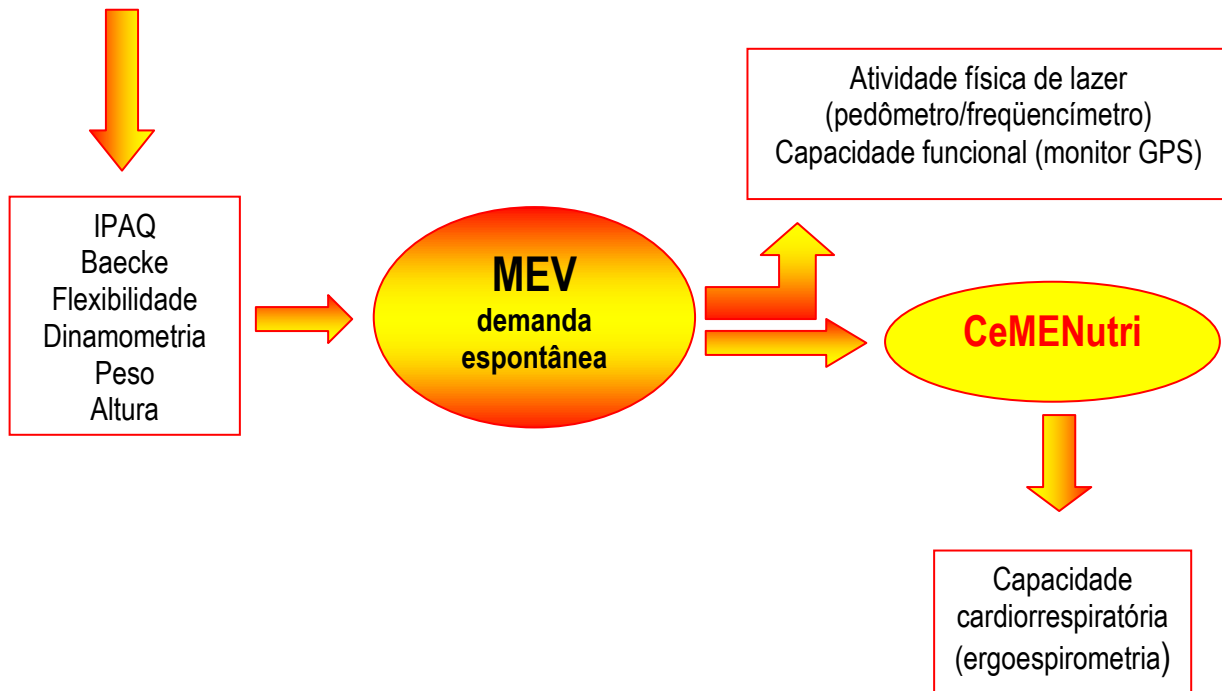 Atividade física de lazer
(pedômetro/freqüencímetro)
Capacidade funcional (monitor GPS)
IPAQ
Baecke
Flexibilidade
Dinamometria
Peso
Altura
MEV
demanda
espontânea
CeMENutri
Capacidade
cardiorrespiratória
(ergoespirometria)